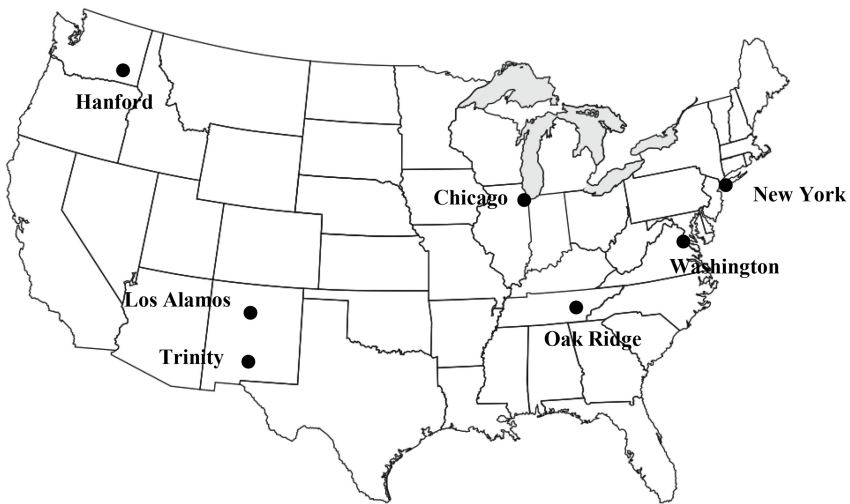 Hanford
Chicago
New York
Washington
Los Alamos
Oak Ridge
Trinity